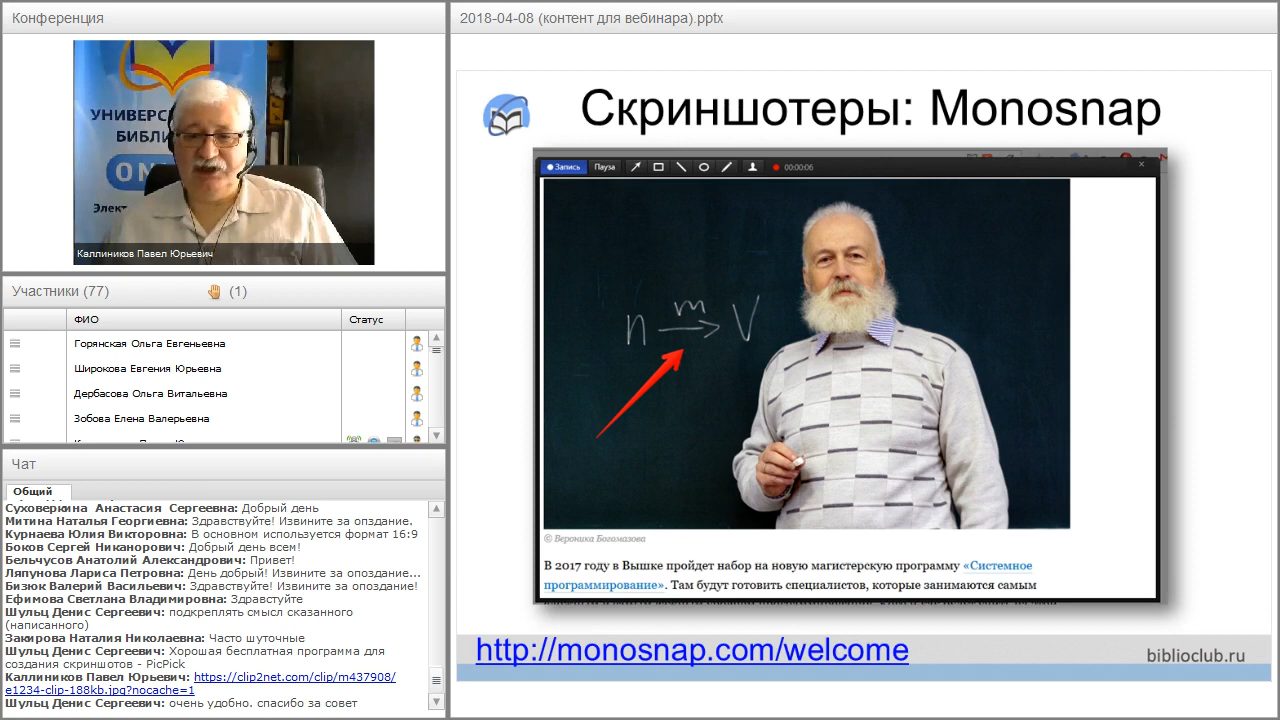 Конференция
УНИВЕРС
БИБЛИ
ON
Элект
Каллиников Павел Юрьевич
Участники (77)
(1)
ФИО
Статус
Горянская Ольга Евгеньевна
Широкова Евгения Юрьевна
Дербасова Ольга Витальевна
Зобова Елена Валерьевна
Чат
Общий
Суховеркина Анастасия Сергеевна: Добрый день
Митина Наталья Георгиевна: Здравствуйте! Извините за опздание.
Курнаева Юлия Викторовна: В основном используется формат 16:9
Боков Сергей Никанорович: Добрый день всем!
Бельчусов Анатолий Александрович: Привет!
Ляпунова Лариса Петровна: День добрый! Извините за опоздание...
Бизюк Валерий Васильевич: Здравствуйте! Извините за опоздание!
Ефинова Светлана Владимировна: Здравстуйте
Шульц Денис Сергеевич: подкреплять смысл сказанного
(написанного)
Закирова Наталия Николаевна: Часто шуточные
Шульц Денис Сергеевич: Хорошая бесплатная программа для
создания скриншотов - PicPick
Каллиников Павел Юрьевич: https://clip2net.com/clip/m437908/
e1234-clip-188kb.jpg?nocache=1
Шульц Денис Сергеевич: Очень удобно. спасибо за совет
2018-04-08 (контент для вебинара).pptx
Скриншотеры: Monosnap
Запись Пауза 00:00:06
m
n → V
© Вероника Богомазова
В 2017 году в Вышке пройдет набор на новую магистерскую программу «Системное
программирование». Там будут готовить специалистов, которые занимаются самым
http://monosnap.com/welcome
biblioclub.ru